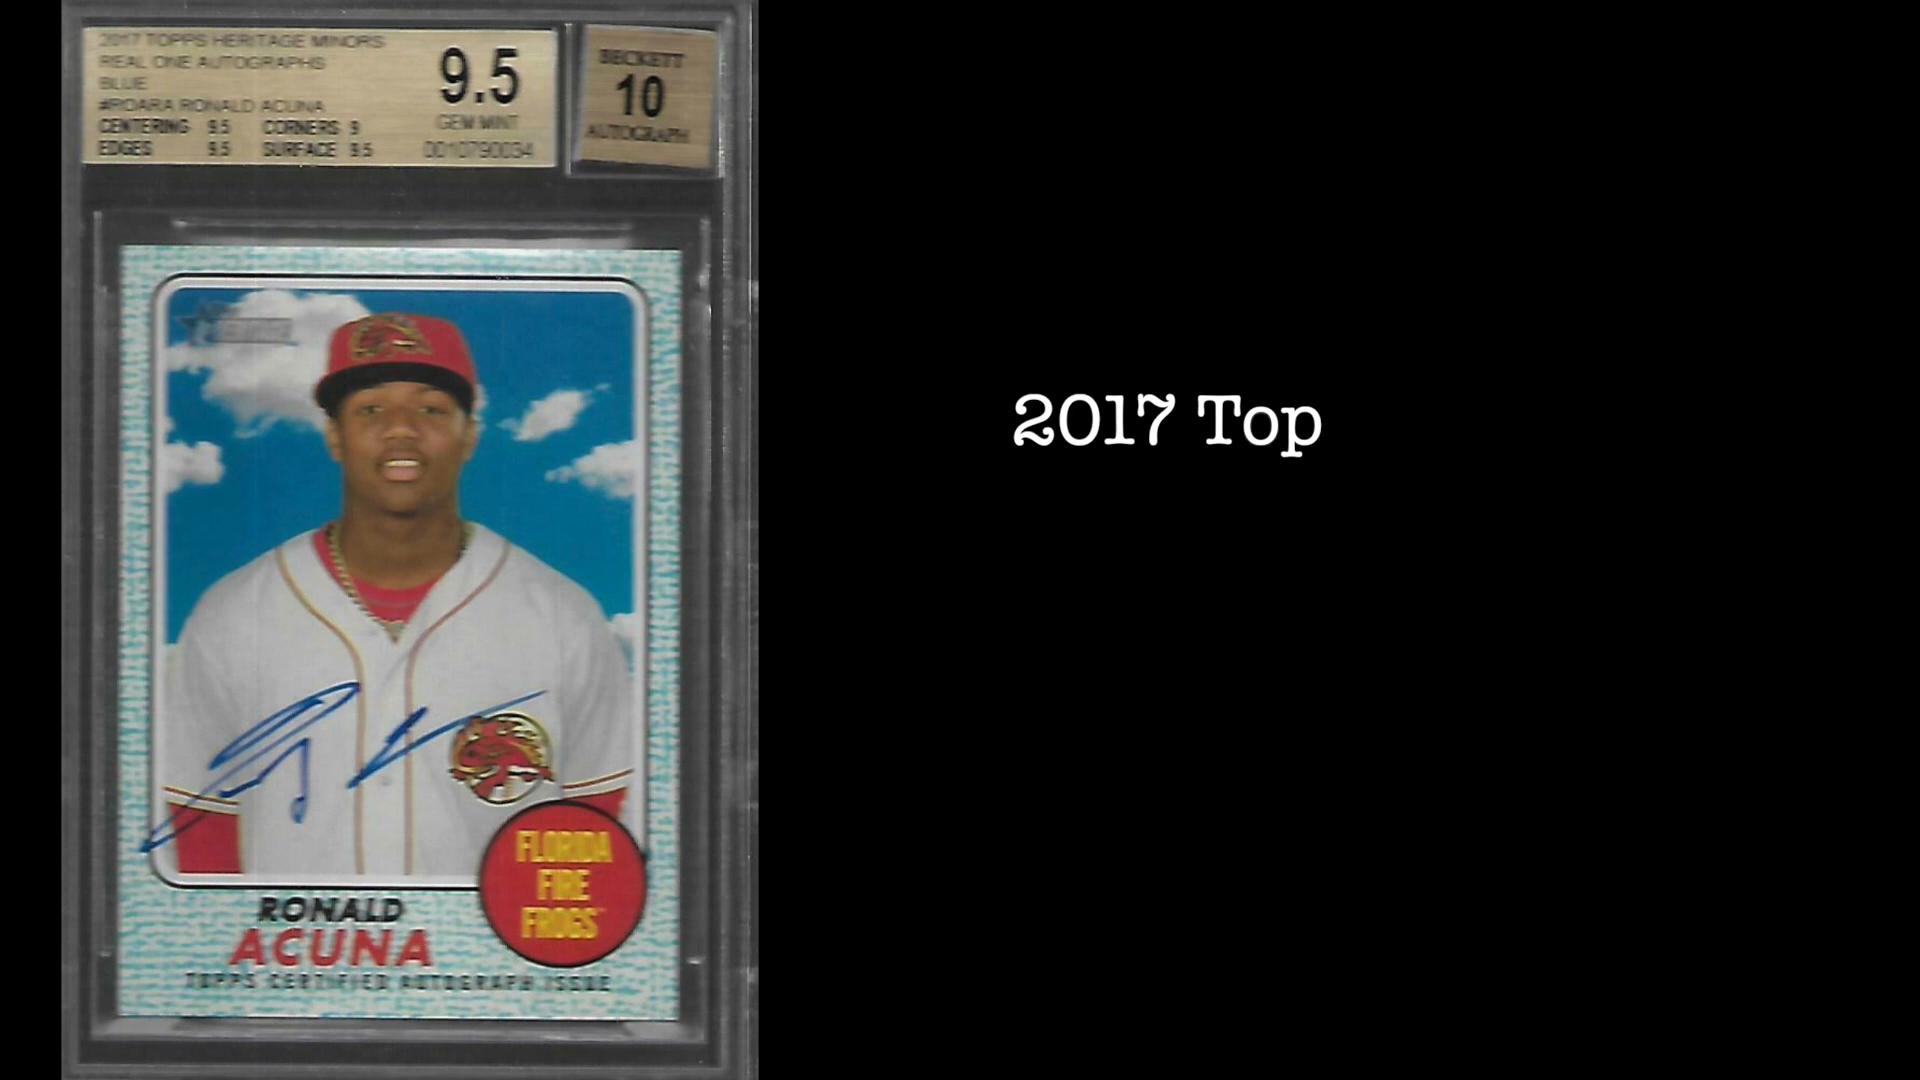 2017 TOPPS HERITAGE MINORS
REAL ONE AUTOGRAPHS
BLUE
#ROARA RONALD ACUNA
CENTERING 9.5 CORNERS 9
EDGES 9.5 SURFACE 9.5
9.5
GEM MINT
0010790034
BECKETT
10
AUTOGRAPH
FLORIDA
FIRE
FROGS
RONALD
ACUNA
TOPPS CERTIFIED AUTOGRAPH ISSUE
2017 Top